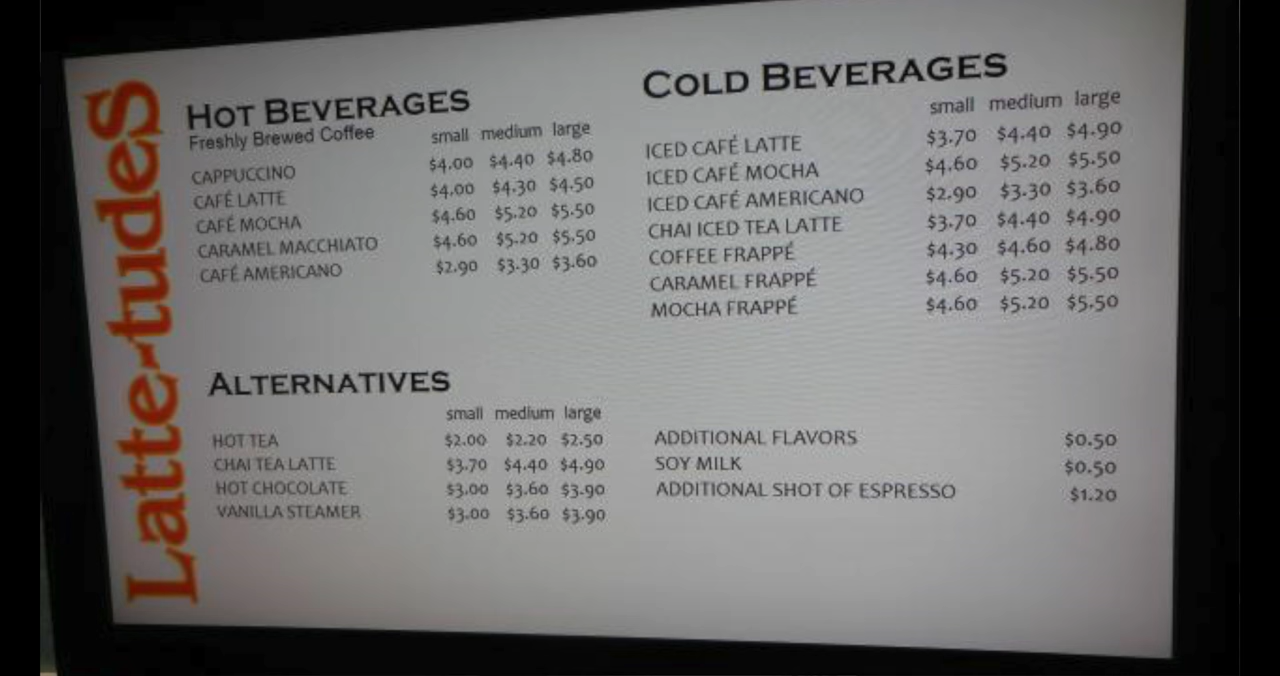 Latte-tudeS
HOT BEVERAGES
Freshly Brewed Coffee small medium large
CAPPUCCINO $4.00 $4.40 $4.80
CAFÉ LATTE $4.00 $4.30 $4.50
CAFÉ MOCHA $4.60 $5.20 $5.50
CARAMEL MACCHIATO $4.60 $5.20 $5.50
CAFÉ AMERICANO $2.90 $3.30 $3.60
COLD BEVERAGES
small medium large
ICED CAFÉ LATTE $3.70 $4.40 $4.90
ICED CAFÉ MOCHA $4.60 $5.20 $5.50
ICED CAFÉ AMERICANO $2.90 $3.30 $3.60
CHAI ICED TEA LATTE $3.70 $4.40 $4.90
COFFEE FRAPPÉ $4.30 $4.60 $4.80
CARAMEL FRAPPÉ $4.60 $5.20 $5.50
MOCHA FRAPPÉ $4.60 $5.20 $5.50
ALTERNATIVES
small medium large
HOT TEA $2.00 $2.20 $2.50
CHAI TEA LATTE $3.70 $4.40 $4.90
HOT CHOCOLATE $3.00 $3.60 $3.90
VANILLA STEAMER $3.00 $3.60 $3.90
ADDITIONAL FLAVORS $0.50
SOY MILK $0.50
ADDITIONAL SHOT OF ESPRESSO $1.20